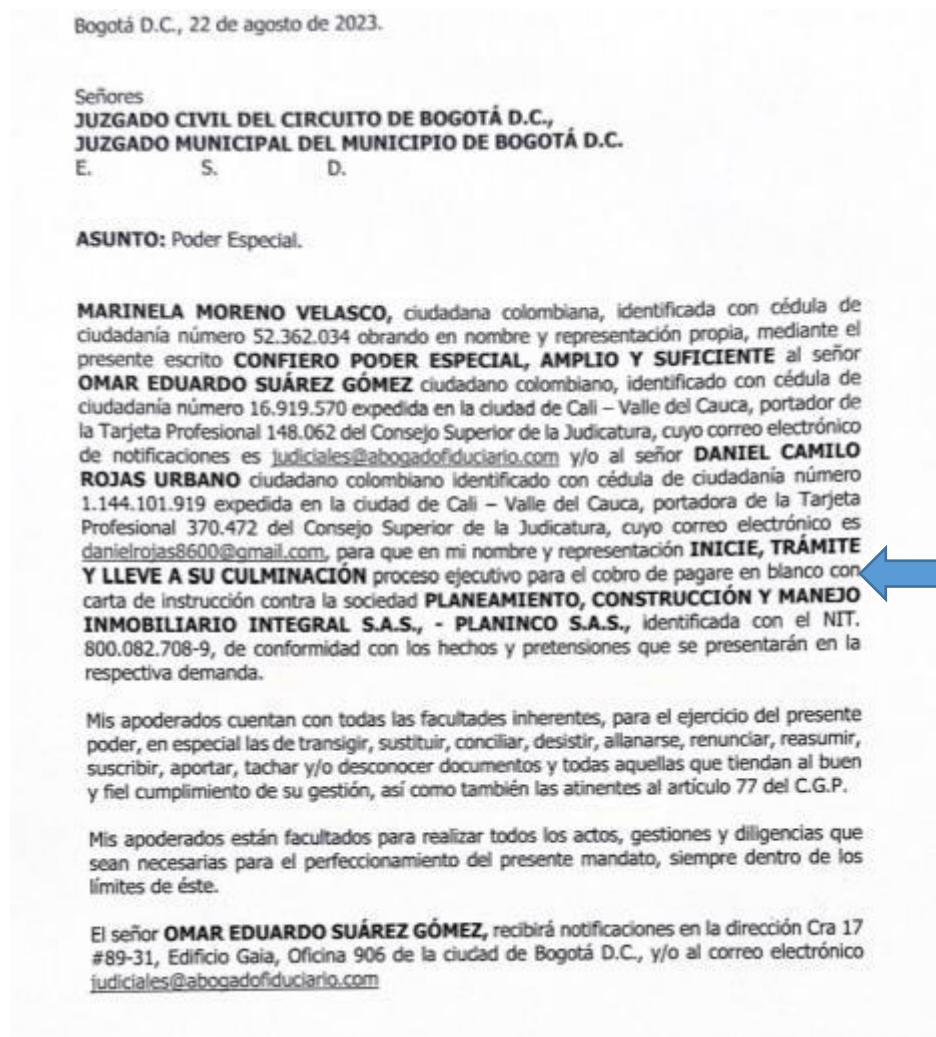 Bogotá D.C., 22 de agosto de 2023.
Señores
JUZGADO CIVIL DEL CIRCUITO DE BOGOTÁ D.C.,
JUZGADO MUNICIPAL DEL MUNICIPIO DE BOGOTÁ D.C.
E. S. D.
ASUNTO: Poder Especial.
MARINELA MORENO VELASCO, ciudadana colombiana, identificada con cédula de
ciudadanía número 52.362.034 obrando en nombre y representación propia, mediante el
presente escrito CONFIERO PODER ESPECIAL, AMPLIO Y SUFICIENTE al señor
OMAR EDUARDO SUÁREZ GÓMEZ ciudadano colombiano, identificado con cédula de
ciudadanía número 16.919.570 expedida en la ciudad de Cali – Valle del Cauca, portador de
la Tarjeta Profesional 148.062 del Consejo Superior de la Judicatura, cuyo correo electrónico
de notificaciones es judiciales@abogadofiduciario.com y/o al señor DANIEL CAMILO
ROJAS URBANO ciudadano colombiano identificado con cédula de ciudadanía número
1.144.101.919 expedida en la ciudad de Cali – Valle del Cauca, portadora de la Tarjeta
Profesional 370.472 del Consejo Superior de la Judicatura, cuyo correo electrónico es
danielrojas8600@gmail.com, para que en mi nombre y representación INICIE, TRÁMITE
Y LLEVE A SU CULMINACIÓN proceso ejecutivo para el cobro de pagare en blanco con
carta de instrucción contra la sociedad PLANEAMIENTO, CONSTRUCCIÓN Y MANEJO
INMOBILIARIO INTEGRAL S.A.S., - PLANINCO S.A.S., identificada con el NIT.
800.082.708-9, de conformidad con los hechos y pretensiones que se presentarán en la
respectiva demanda.
Mis apoderados cuentan con todas las facultades inherentes, para el ejercicio del presente
poder, en especial las de transigir, sustituir, conciliar, desistir, allanarse, renunciar, reasumir,
suscribir, aportar, tachar y/o desconocer documentos y todas aquellas que tiendan al buen
y fiel cumplimiento de su gestión, así como también las atinentes al artículo 77 del C.G.P.
Mis apoderados están facultados para realizar todos los actos, gestiones y diligencias que
sean necesarias para el perfeccionamiento del presente mandato, siempre dentro de los
límites de éste.
El señor OMAR EDUARDO SUÁREZ GÓMEZ, recibirá notificaciones en la dirección Cra 17
#89-31, Edificio Gaia, Oficina 906 de la ciudad de Bogotá D.C., y/o al correo electrónico
judiciales@abogadofiduciario.com